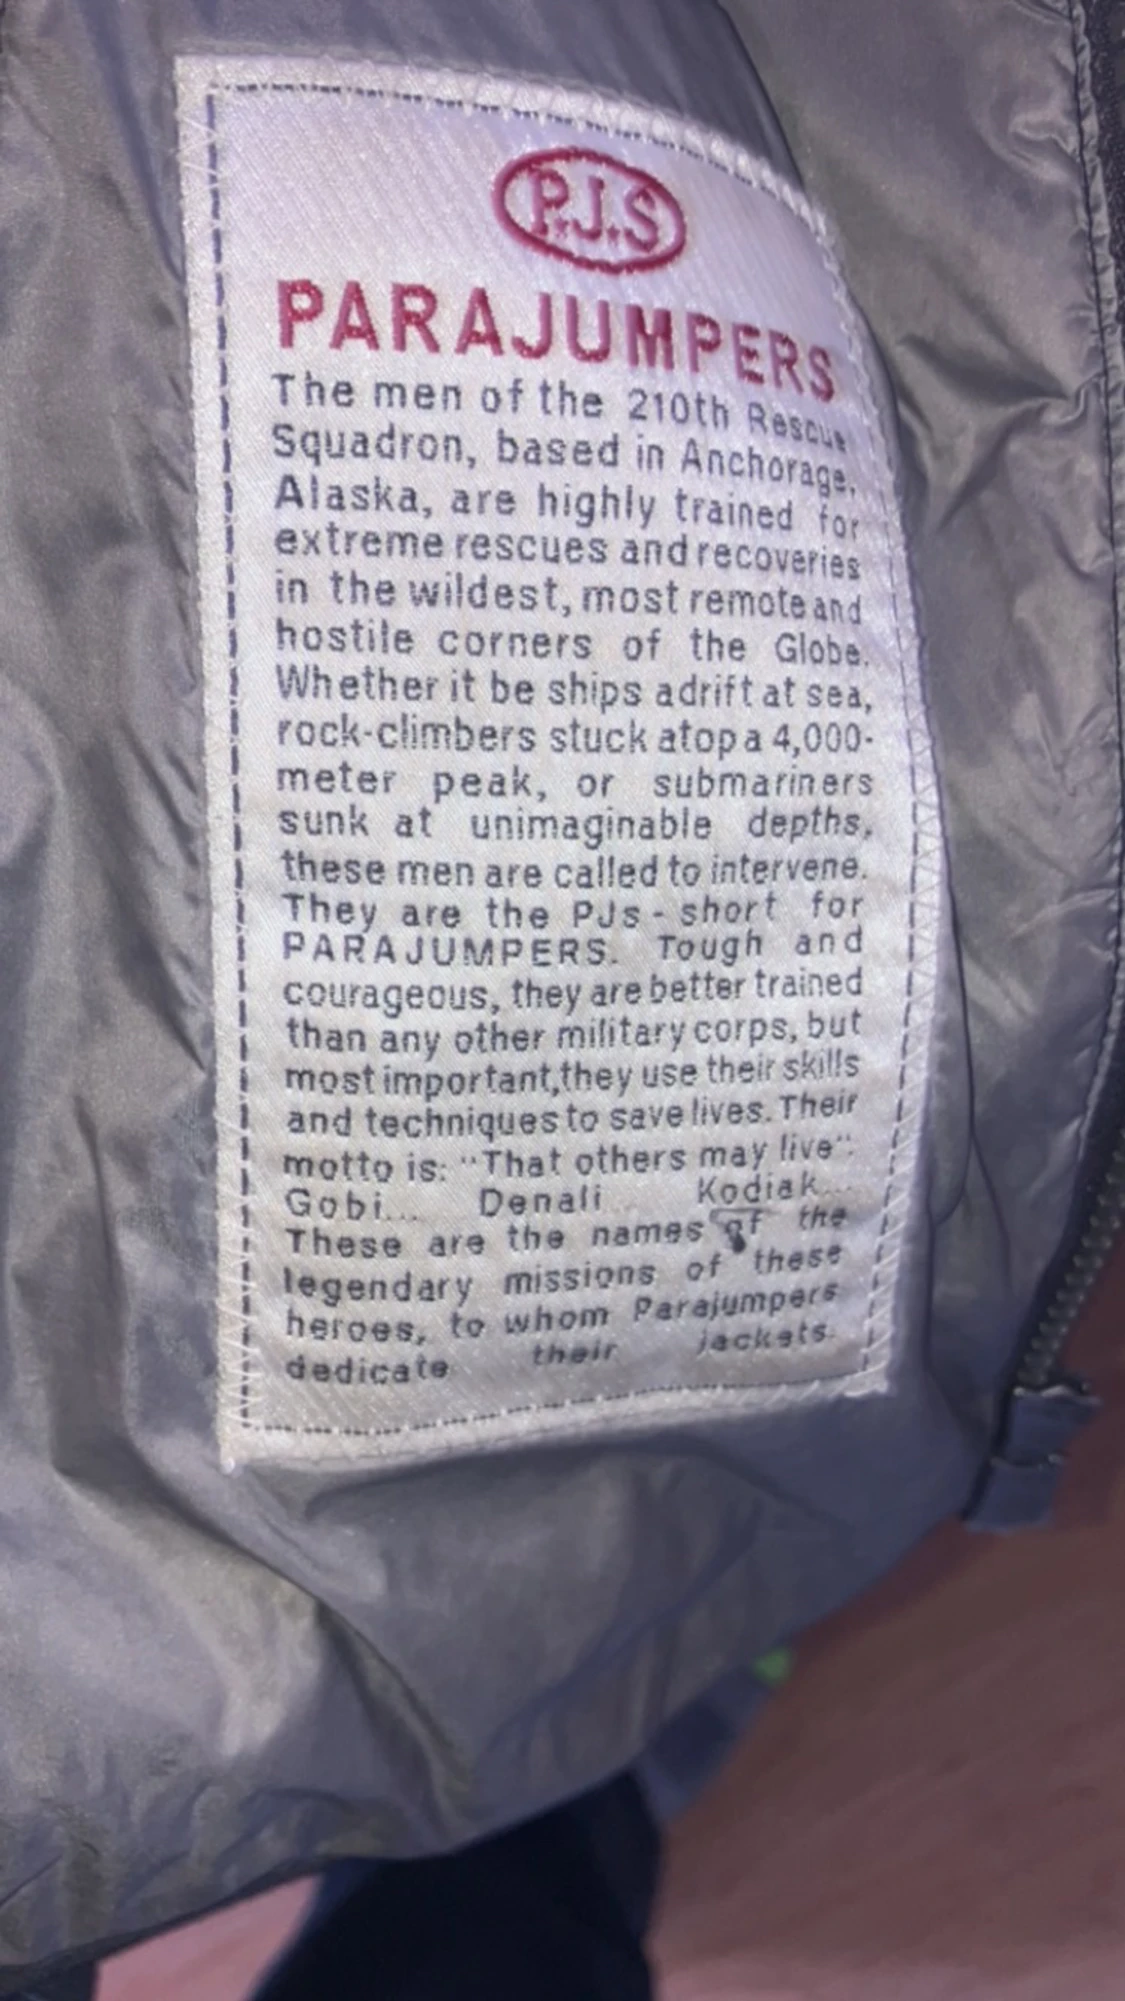 P.J.S
PARAJUMPERS
The men of the 210th Rescue
Squadron, based in Anchorage,
Alaska, are highly trained for
extreme rescues and recoveries
in the wildest, most remote and
hostile corners of the Globe.
Whether it be ships adrift at sea,
rock-climbers stuck atop a 4,000-
meter peak, or submariners
sunk at unimaginable depths,
these men are called to intervene.
They are the PJs - short for
PARAJUMPERS. Tough and
courageous, they are better trained
than any other military corps, but
most important,they use their skills
and techniques to save lives. Their
motto is: "That others may live".
Gobi... Denali... Kodiak...
These are the names of the
legendary missions of these
heroes, to whom Parajumpers
dedicate their jackets.